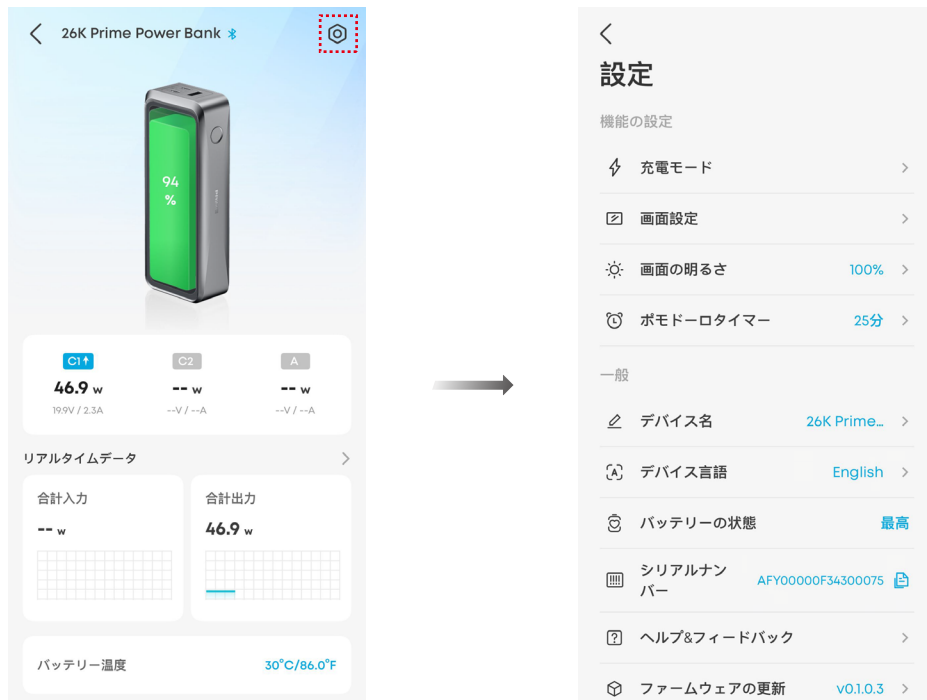 26K Prime Power Bank
94
%
C1 C2 A
46.9 w -- w -- w
19.9V / 2.3A --V / --A --V / --A
リアルタイムデータ
合計入力 合計出力
-- w 46.9 w
バッテリー温度 30°C/86.0°F
設定
機能の設定
充電モード
画面設定
画面の明るさ 100%
ポモドーロタイマー 25分
一般
デバイス名 26K Prime...
デバイス言語 English
バッテリーの状態 最高
シリアルナン
バー AFY00000F34300075
ヘルプ&フィードバック
ファームウェアの更新 v0.1.0.3